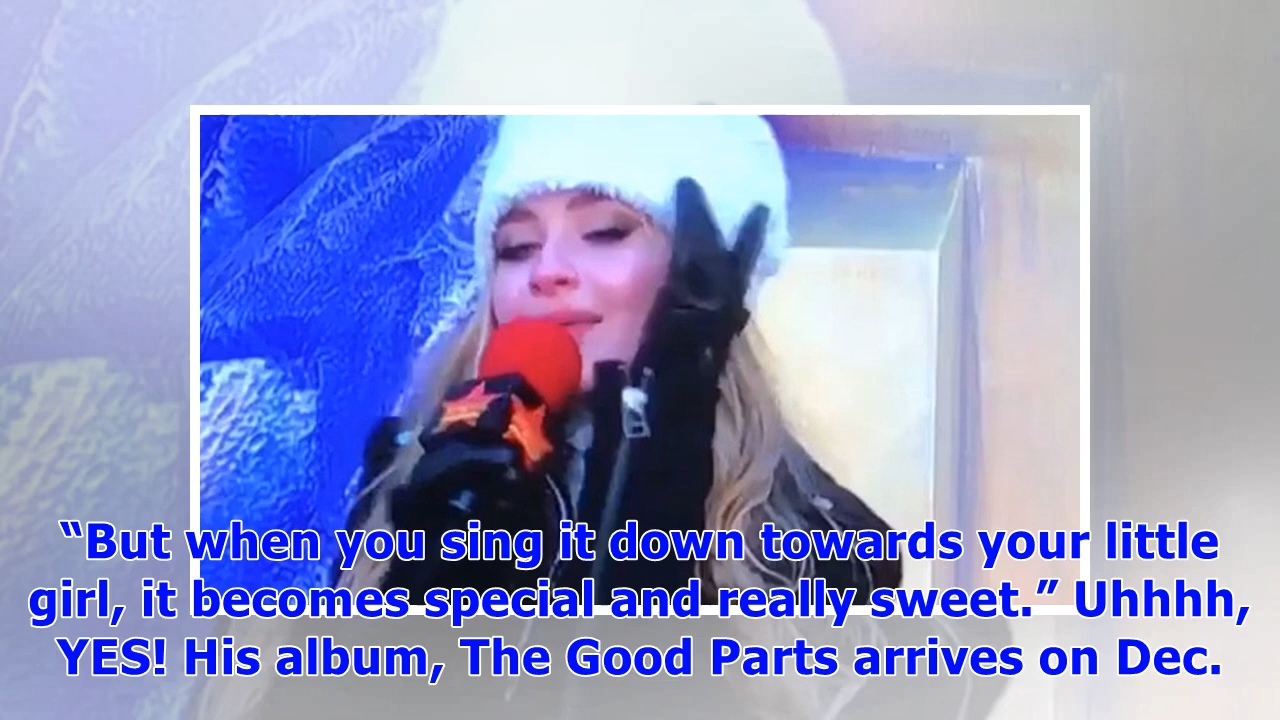 “But when you sing it down towards your little
girl, it becomes special and really sweet.” Uhhhh,
YES! His album, The Good Parts arrives on Dec.